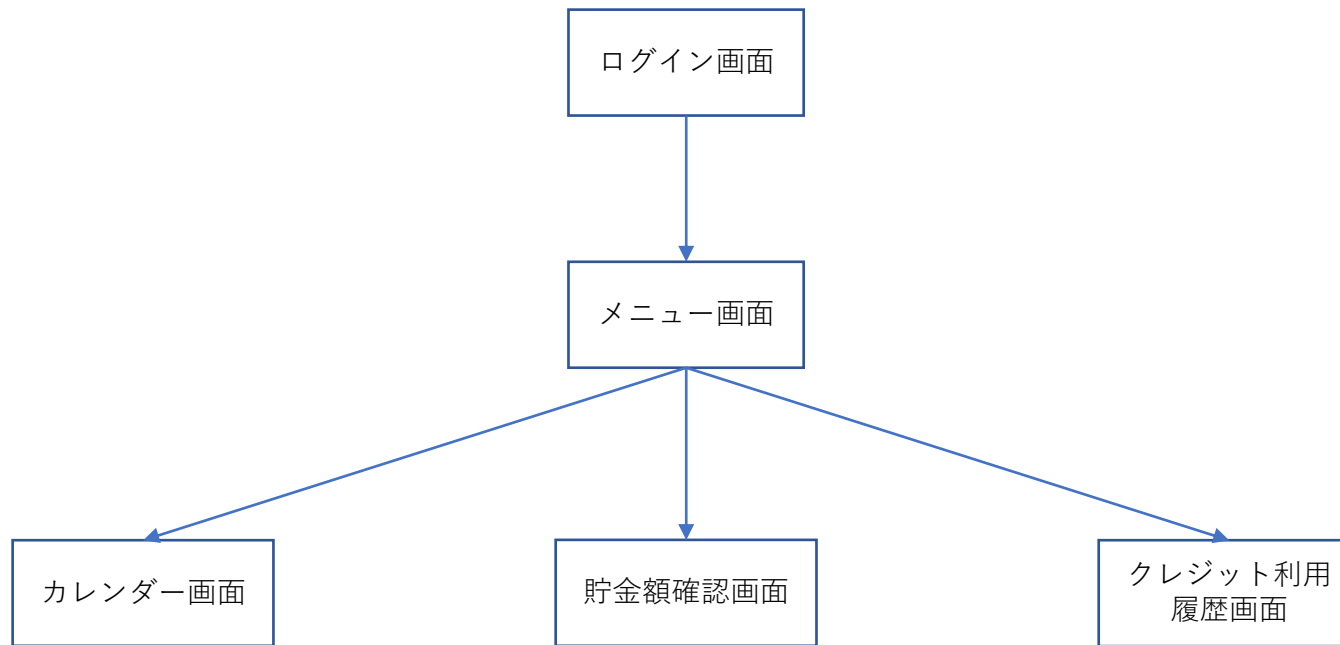 ログイン画面
メニュー画面
カレンダー画面
貯金額確認画面
クレジット利用
履歴画面